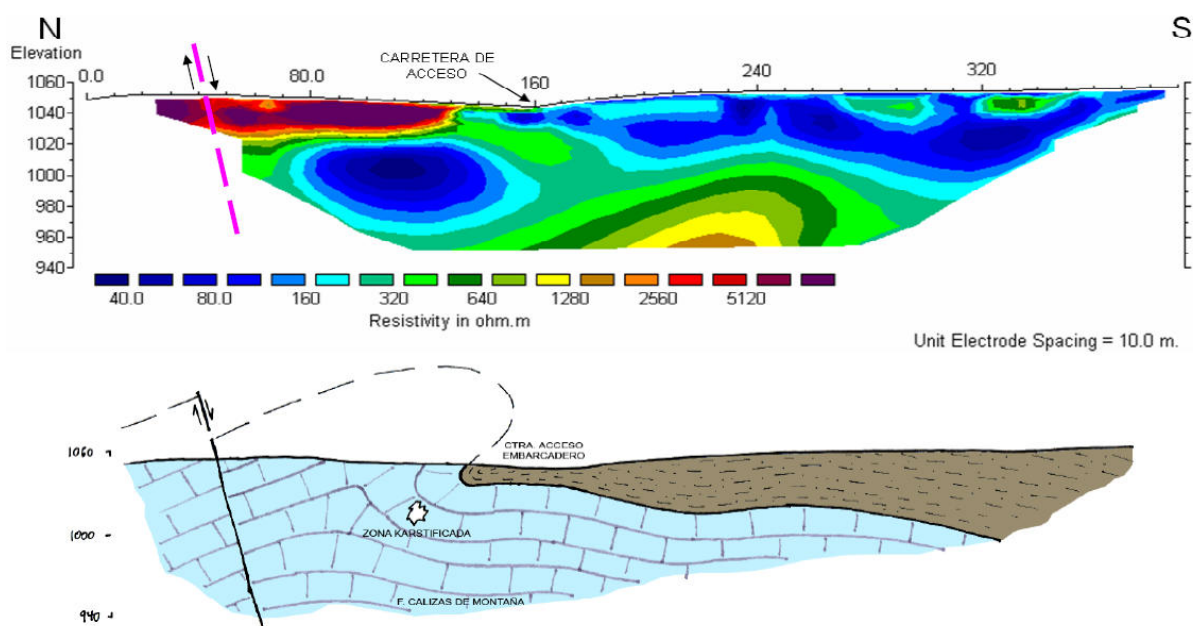 N
S
Elevation
CARRETERA DE
ACCESO
0.0 80.0 160 240 320
1060
1040
1020
1000
980
960
940
40.0 80.0 160 320 640 1280 2560 5120
Resistivity in ohm.m
Unit Electrode Spacing = 10.0 m.
1060
CTRA. ACCESO
EMBARCADERO
ZONA KARSTIFICADA
1000
F. CALIZAS DE MONTAÑA
940